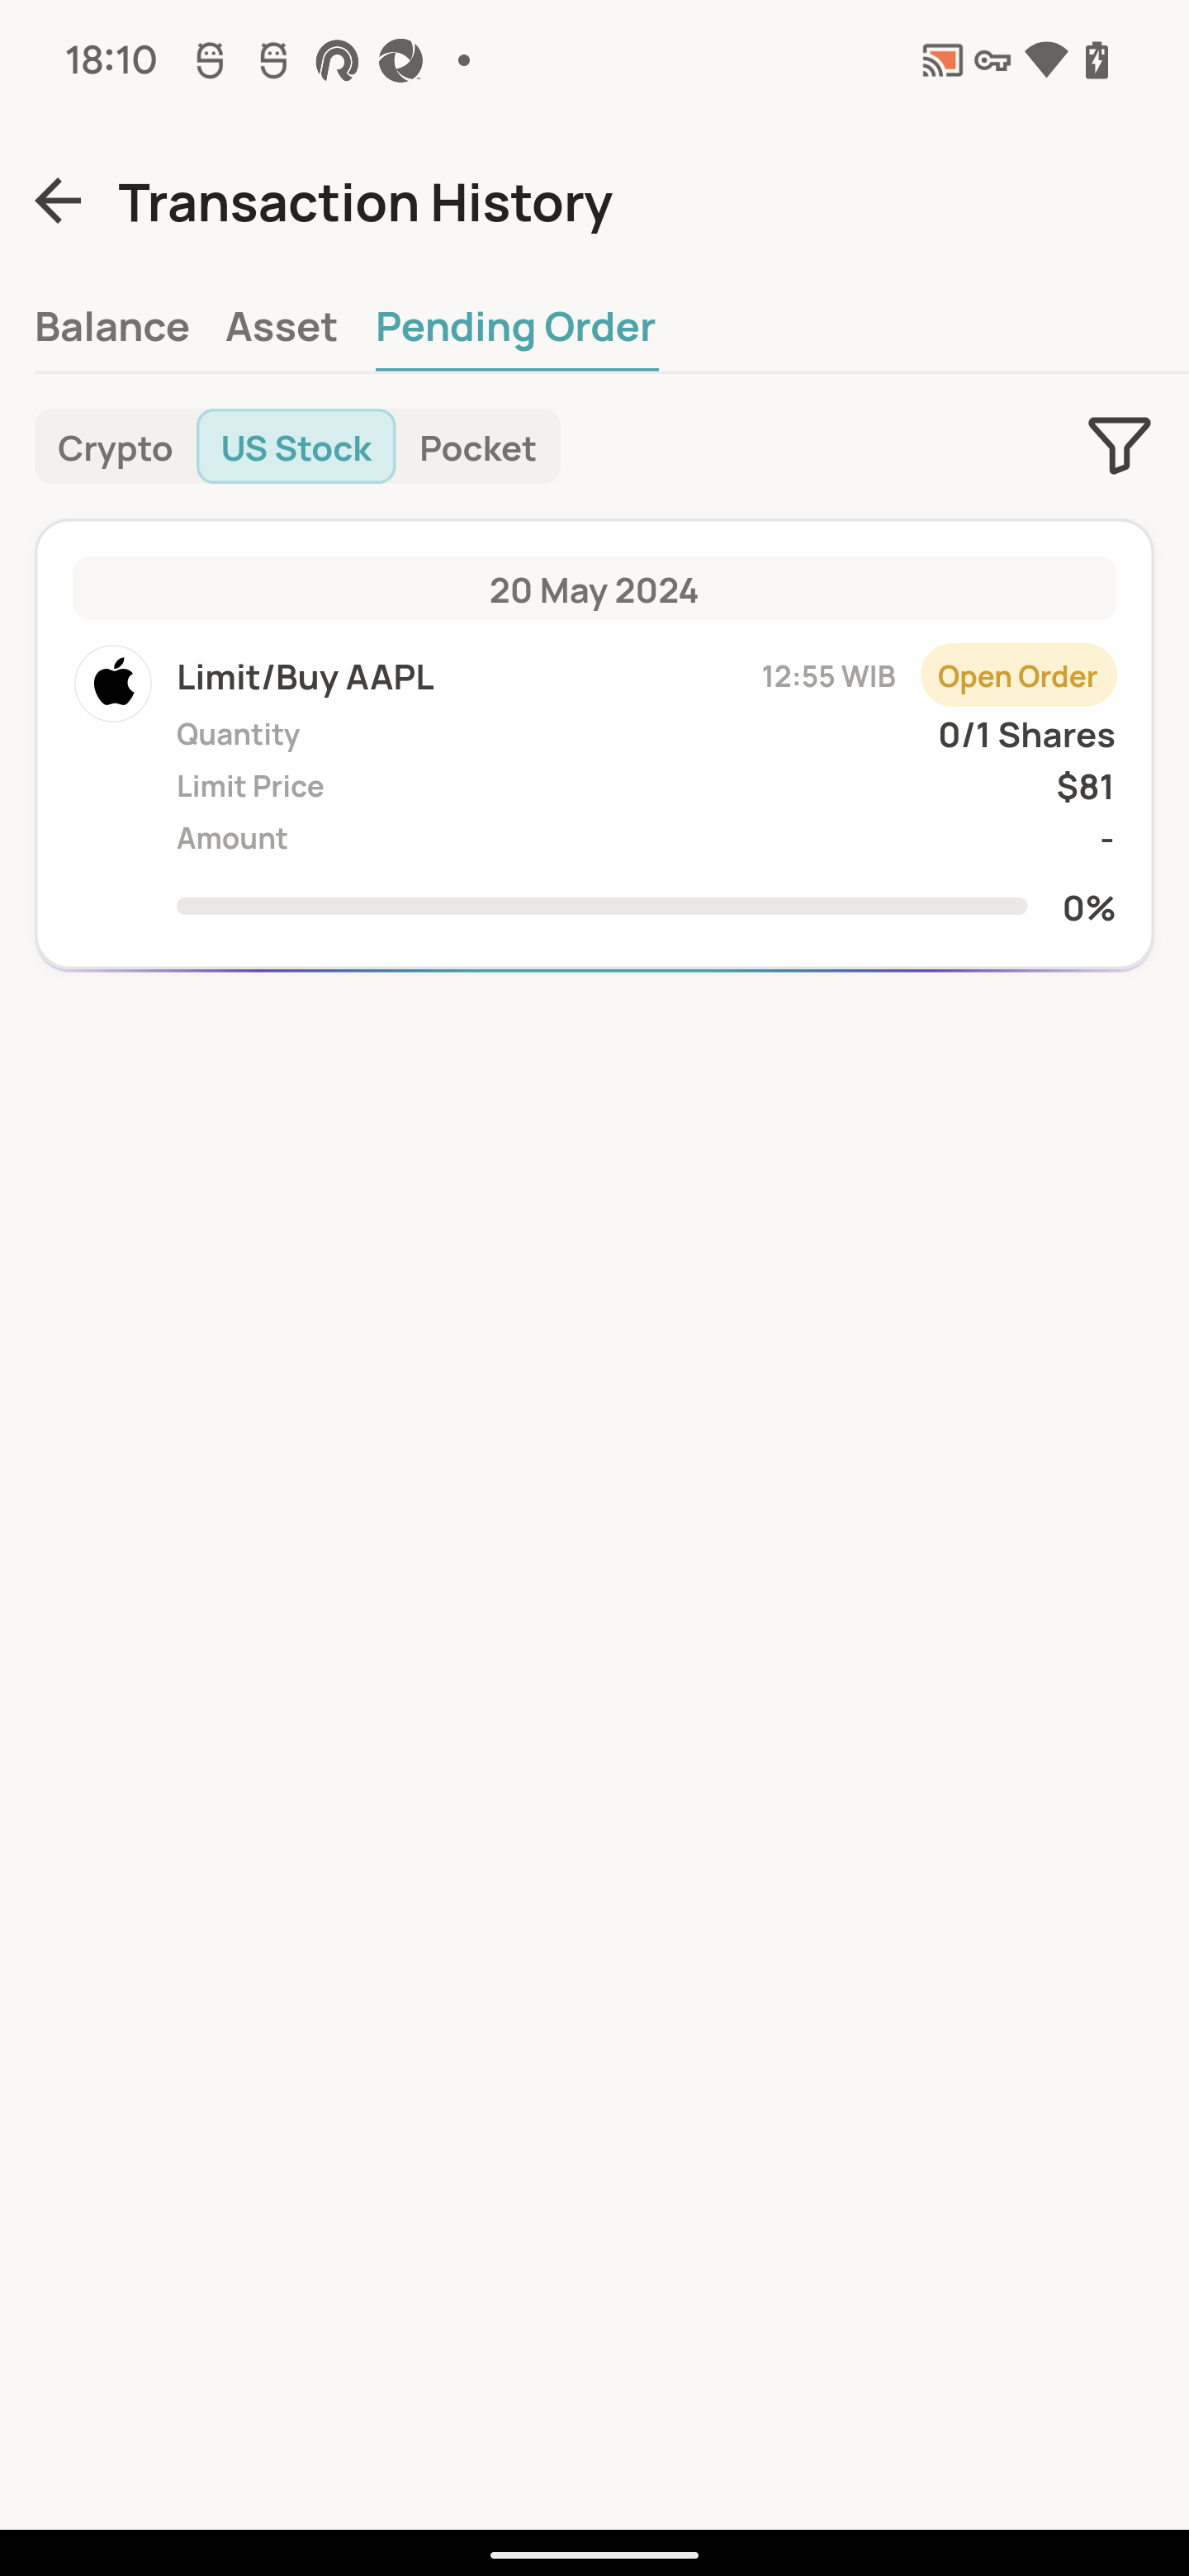 18:10
Transaction History
Balance Asset Pending Order
Crypto US Stock Pocket
20 May 2024
Limit/Buy AAPL 12:55 WIB Open Order
Quantity 0/1 Shares
Limit Price $81
Amount -
0%